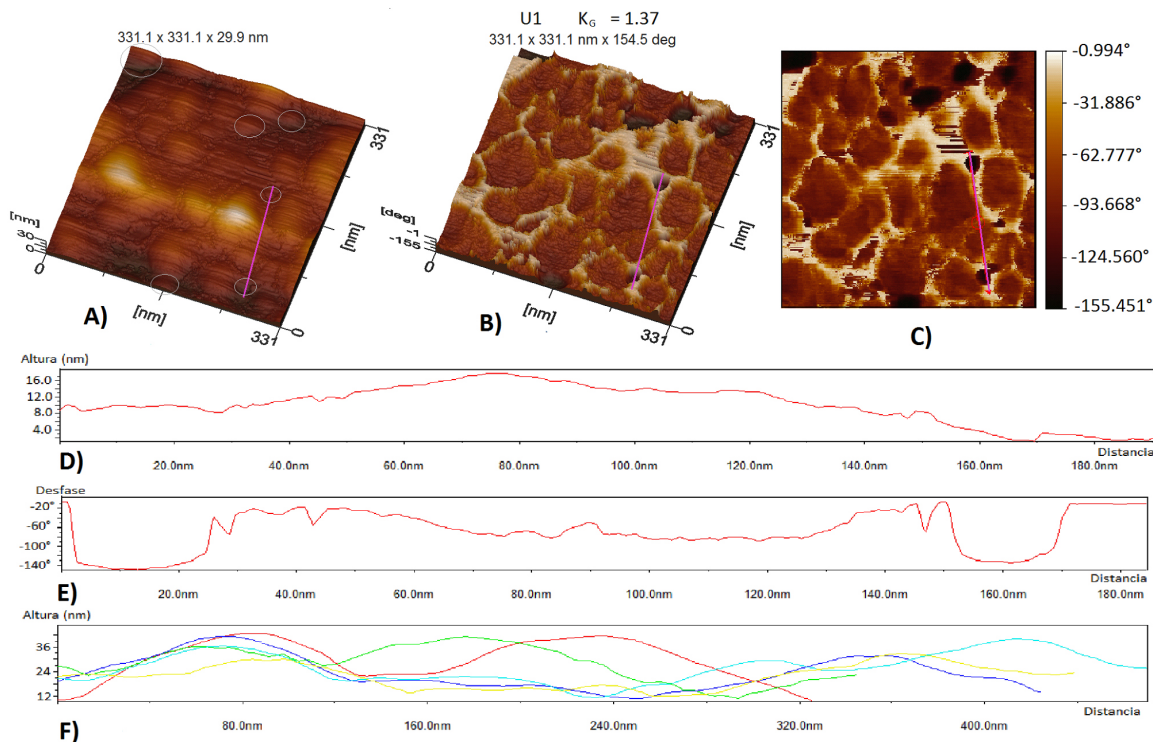 U1 K_G = 1.37
331.1 x 331.1 x 29.9 nm
331.1 x 331.1 nm x 154.5 deg
[nm]
30
0
0
[nm]
331
0
[nm]
331
A)
[deg]
-1
-155
0
[nm]
331
0
[nm]
331
B)
-0.994°
-31.886°
-62.777°
-93.668°
-124.560°
-155.451°
C)
Altura (nm)
16.0
12.0
8.0
4.0
20.0nm 40.0nm 60.0nm 80.0nm 100.0nm 120.0nm 140.0nm 160.0nm 180.0nm
Distancia
D)
Desfase
-20°
-60°
-100°
-140°
20.0nm 40.0nm 60.0nm 80.0nm 100.0nm 120.0nm 140.0nm 160.0nm 180.0nm
Distancia
E)
Altura (nm)
36
24
12
80.0nm 160.0nm 240.0nm 320.0nm 400.0nm
Distancia
F)